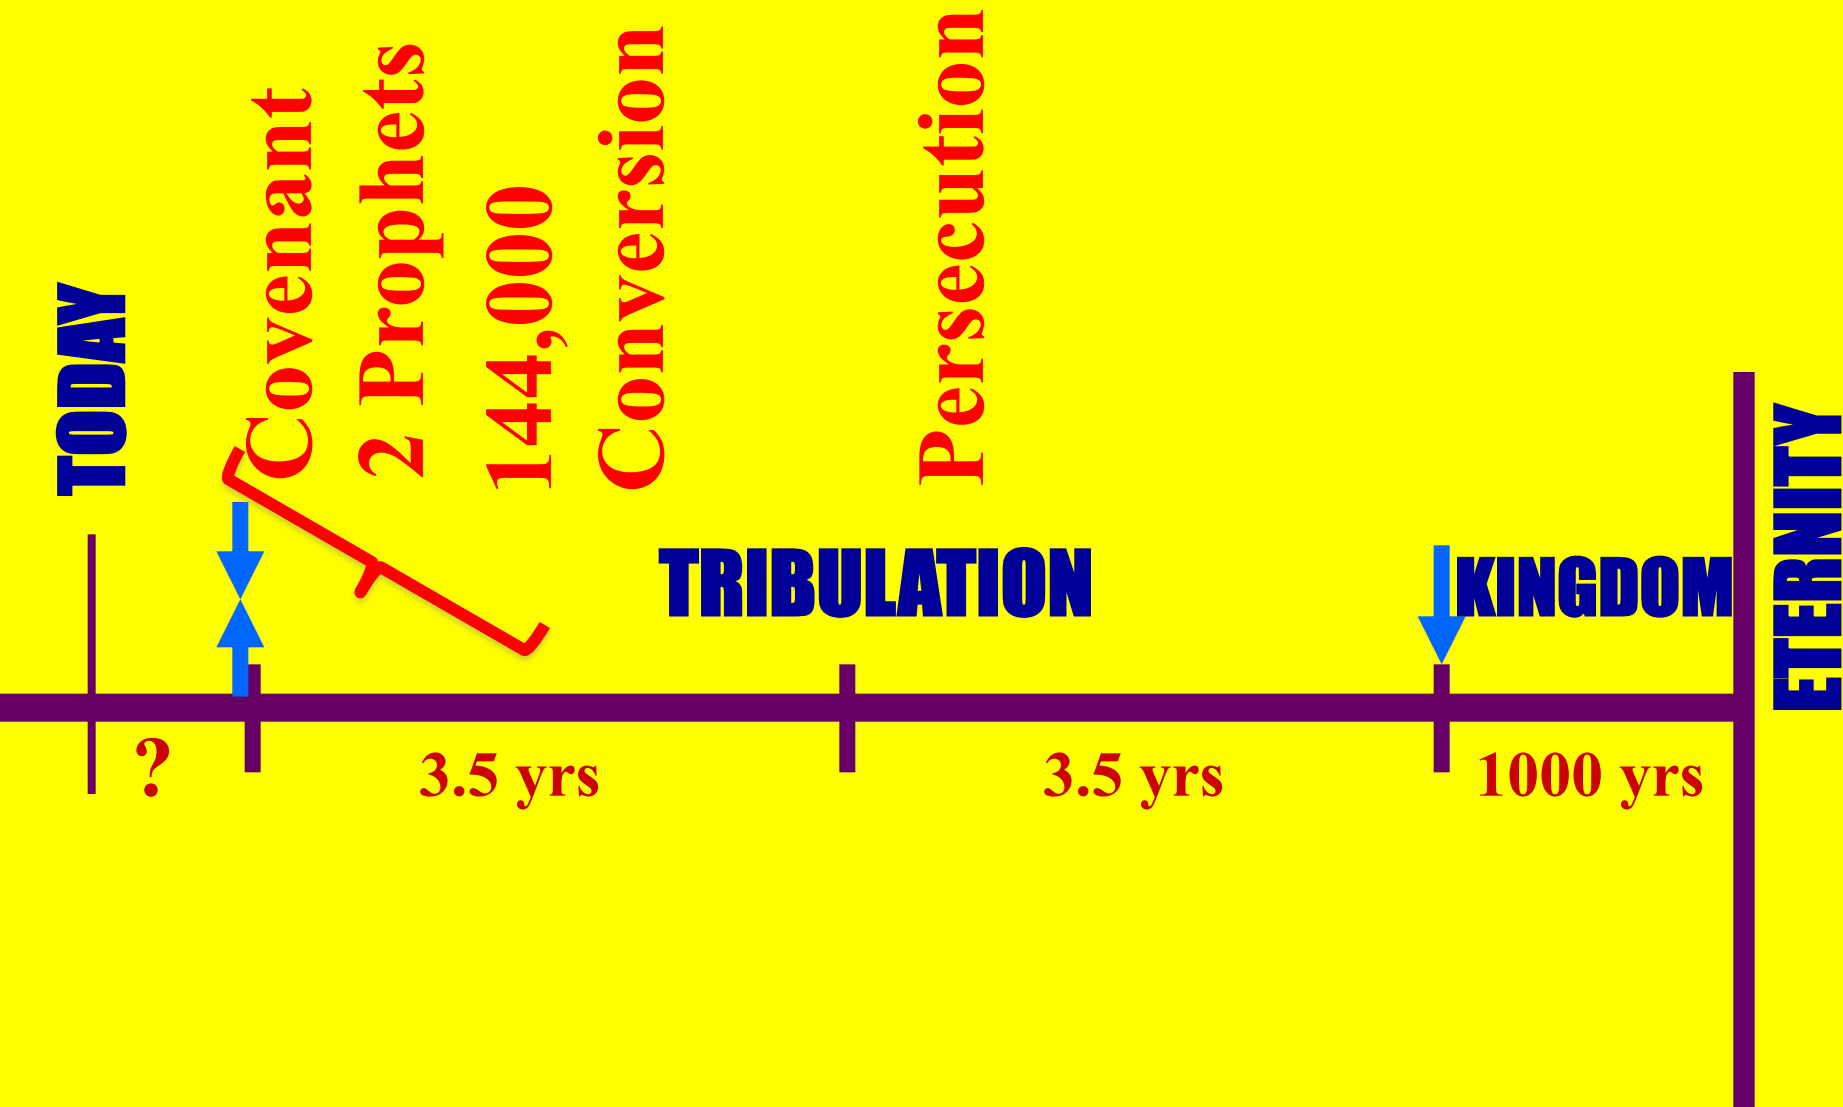 TODAY
Covenant
2 Prophets
144,000
Conversion
Persecution
TRIBULATION
KINGDOM
ETERNITY
?
3.5 yrs
3.5 yrs
1000 yrs